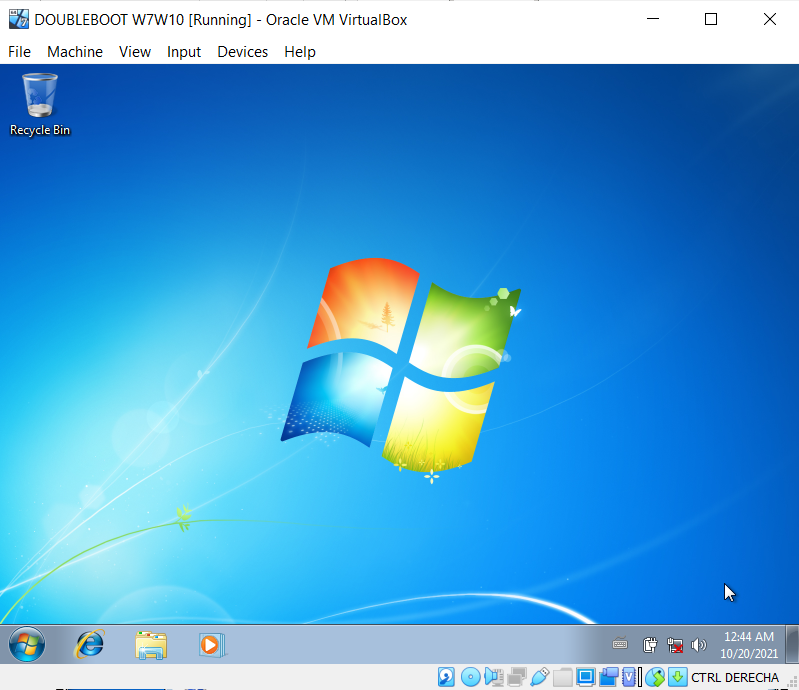 DOUBLEBOOT W7W10 [Running] - Oracle VM VirtualBox
File Machine View Input Devices Help
Recycle Bin
12:44 AM
10/20/2021
CTRL DERECHA